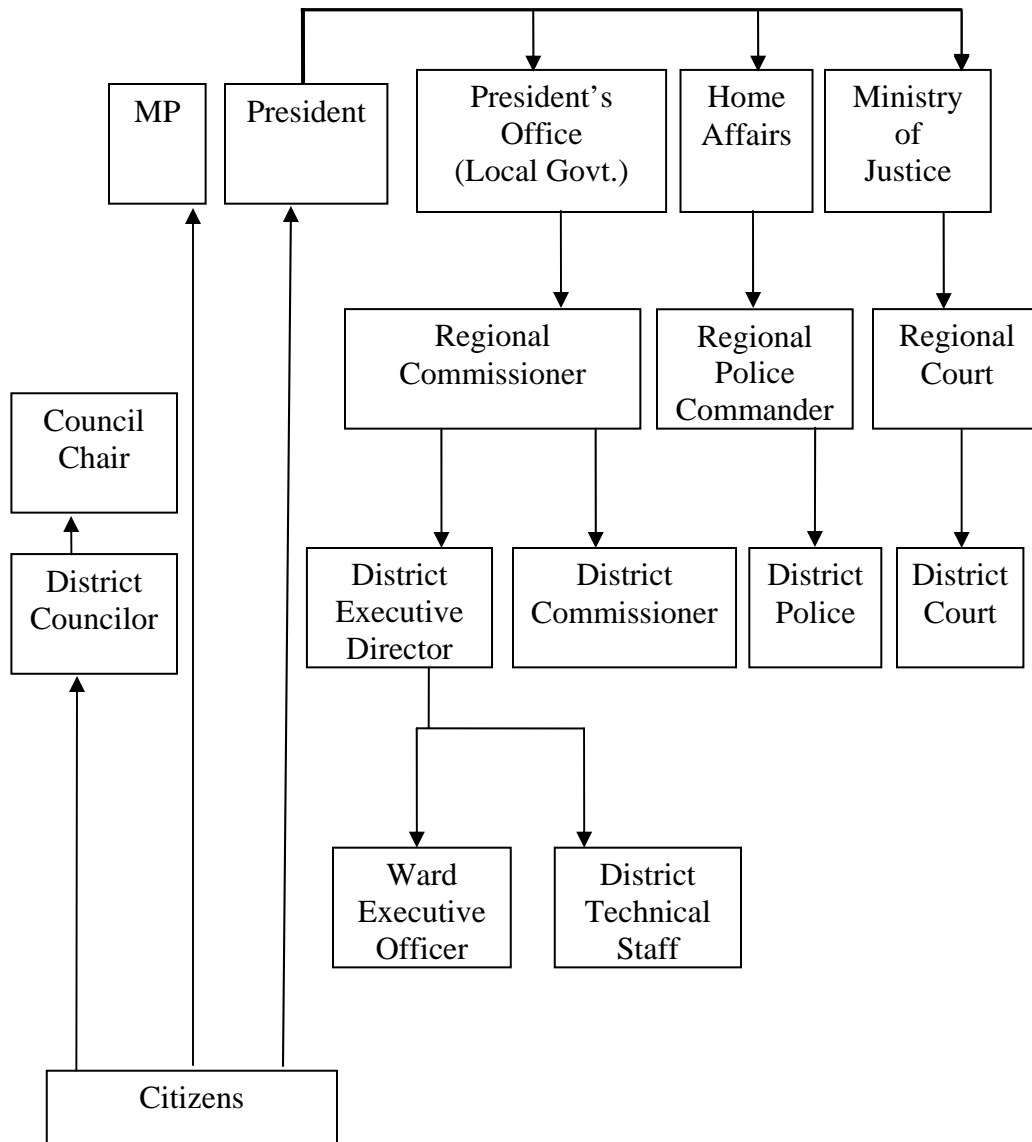 MP
President
President's
Office
(Local Govt.)
Home
Affairs
Ministry
of
Justice
Regional
Commissioner
Regional
Police
Commander
Regional
Court
Council
Chair
District
Councilor
District
Executive
Director
District
Commissioner
District
Police
District
Court
Ward
Executive
Officer
District
Technical
Staff
Citizens